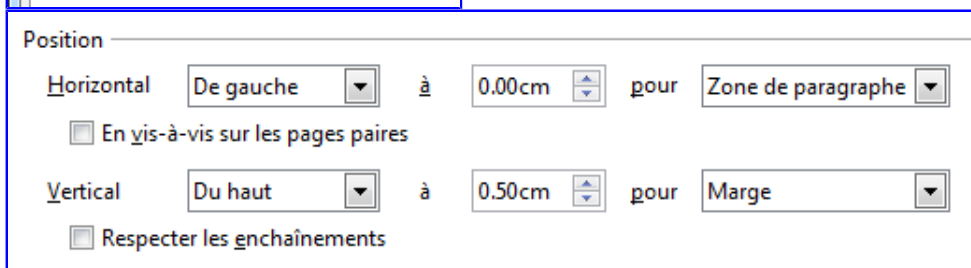 Position
Horizontal De gauche à 0.00cm pour Zone de paragraphe
En vis-à-vis sur les pages paires
Vertical Du haut à 0.50cm pour Marge
Respecter les enchaînements